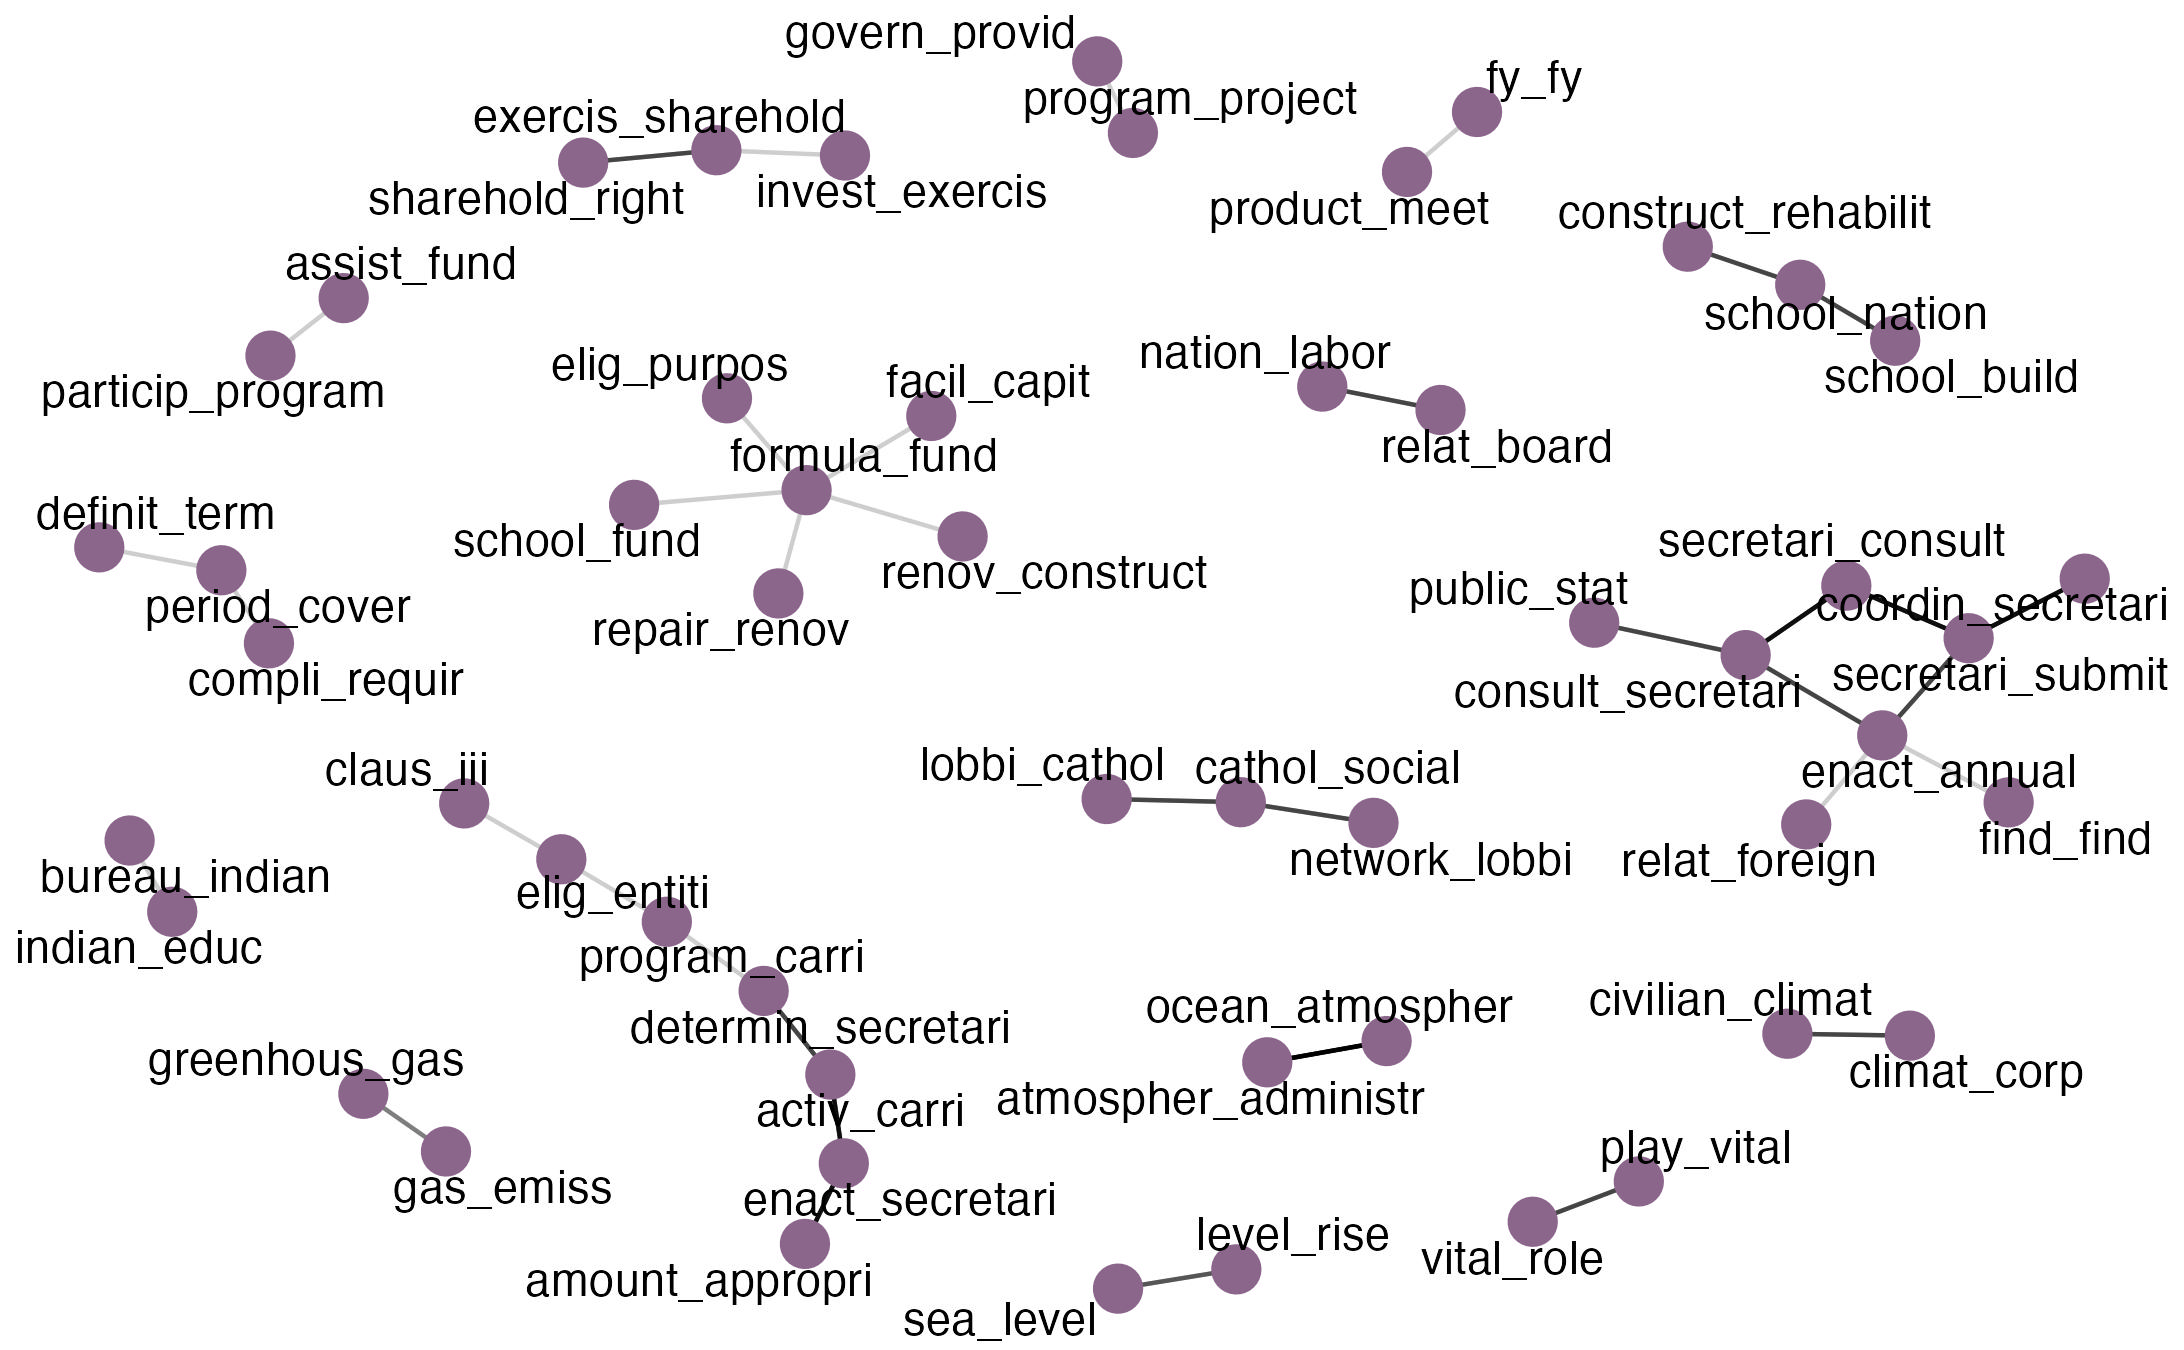 govern_provid
program_project
fy_fy
exercis_sharehold
sharehold_right
invest_exercis
product_meet
construct_rehabilit
school_nation
school_build
assist_fund
particip_program
elig_purpos
facil_capit
formula_fund
school_fund
renov_construct
repair_renov
nation_labor
relat_board
definit_term
period_cover
compli_requir
secretari_consult
public_stat
coordin_secretari
consult_secretari
secretari_submit
enact_annual
relat_foreign
find_find
claus_iii
elig_entiti
program_carri
determin_secretari
activ_carri
enact_secretari
amount_appropri
lobbi_cathol
cathol_social
network_lobbi
bureau_indian
indian_educ
greenhous_gas
gas_emiss
ocean_atmospher
atmospher_administr
civilian_climat
climat_corp
play_vital
vital_role
level_rise
sea_level